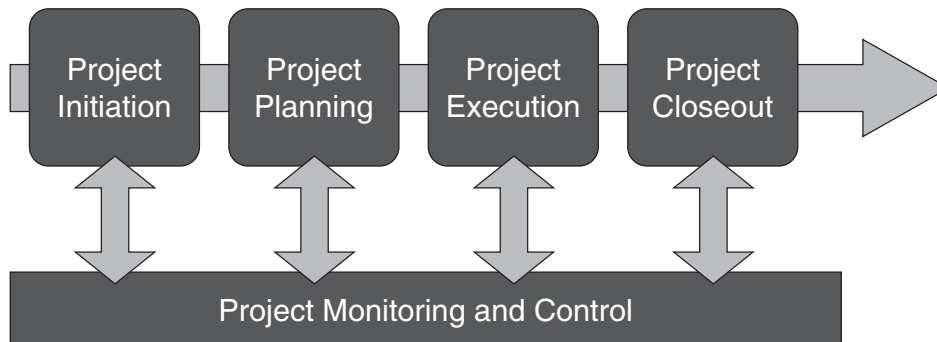 Project
Initiation
Project
Planning
Project
Execution
Project
Closeout
Project Monitoring and Control